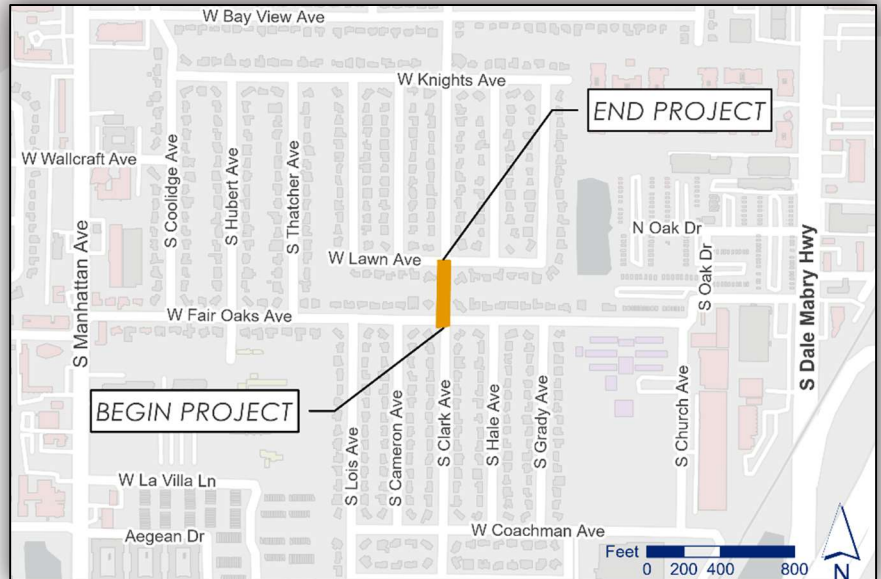 W Bay View Ave
W Knights Ave
END PROJECT
W Wallcraft Ave
S Coolidge Ave
S Hubert Ave
S Thatcher Ave
S Manhattan Ave
W Lawn Ave
N Oak Dr
S Oak Dr
S Dale Mabry Hwy
W Fair Oaks Ave
BEGIN PROJECT
S Lois Ave
S Cameron Ave
S Clark Ave
S Hale Ave
S Grady Ave
S Church Ave
W La Villa Ln
Aegean Dr
W Coachman Ave
Feet
0 200 400 800
N